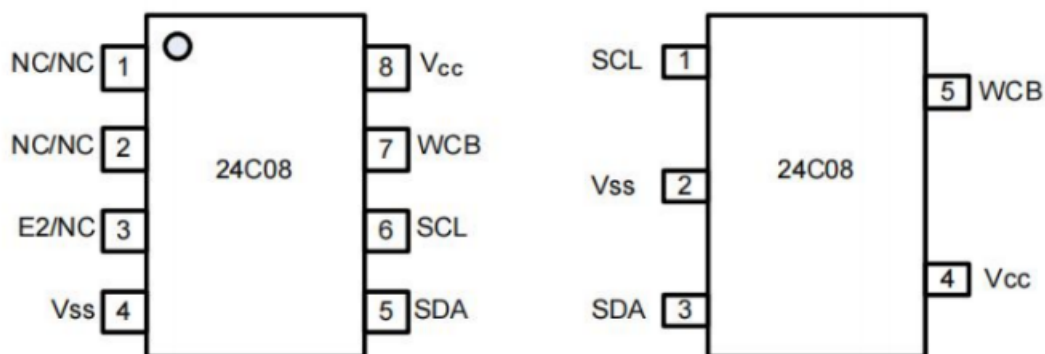 NC/NC 1 8 Vcc
NC/NC 2 7 WCB
24C08
E2/NC 3 6 SCL
Vss 4 5 SDA
SCL 1
5 WCB
24C08
Vss 2
4 Vcc
SDA 3